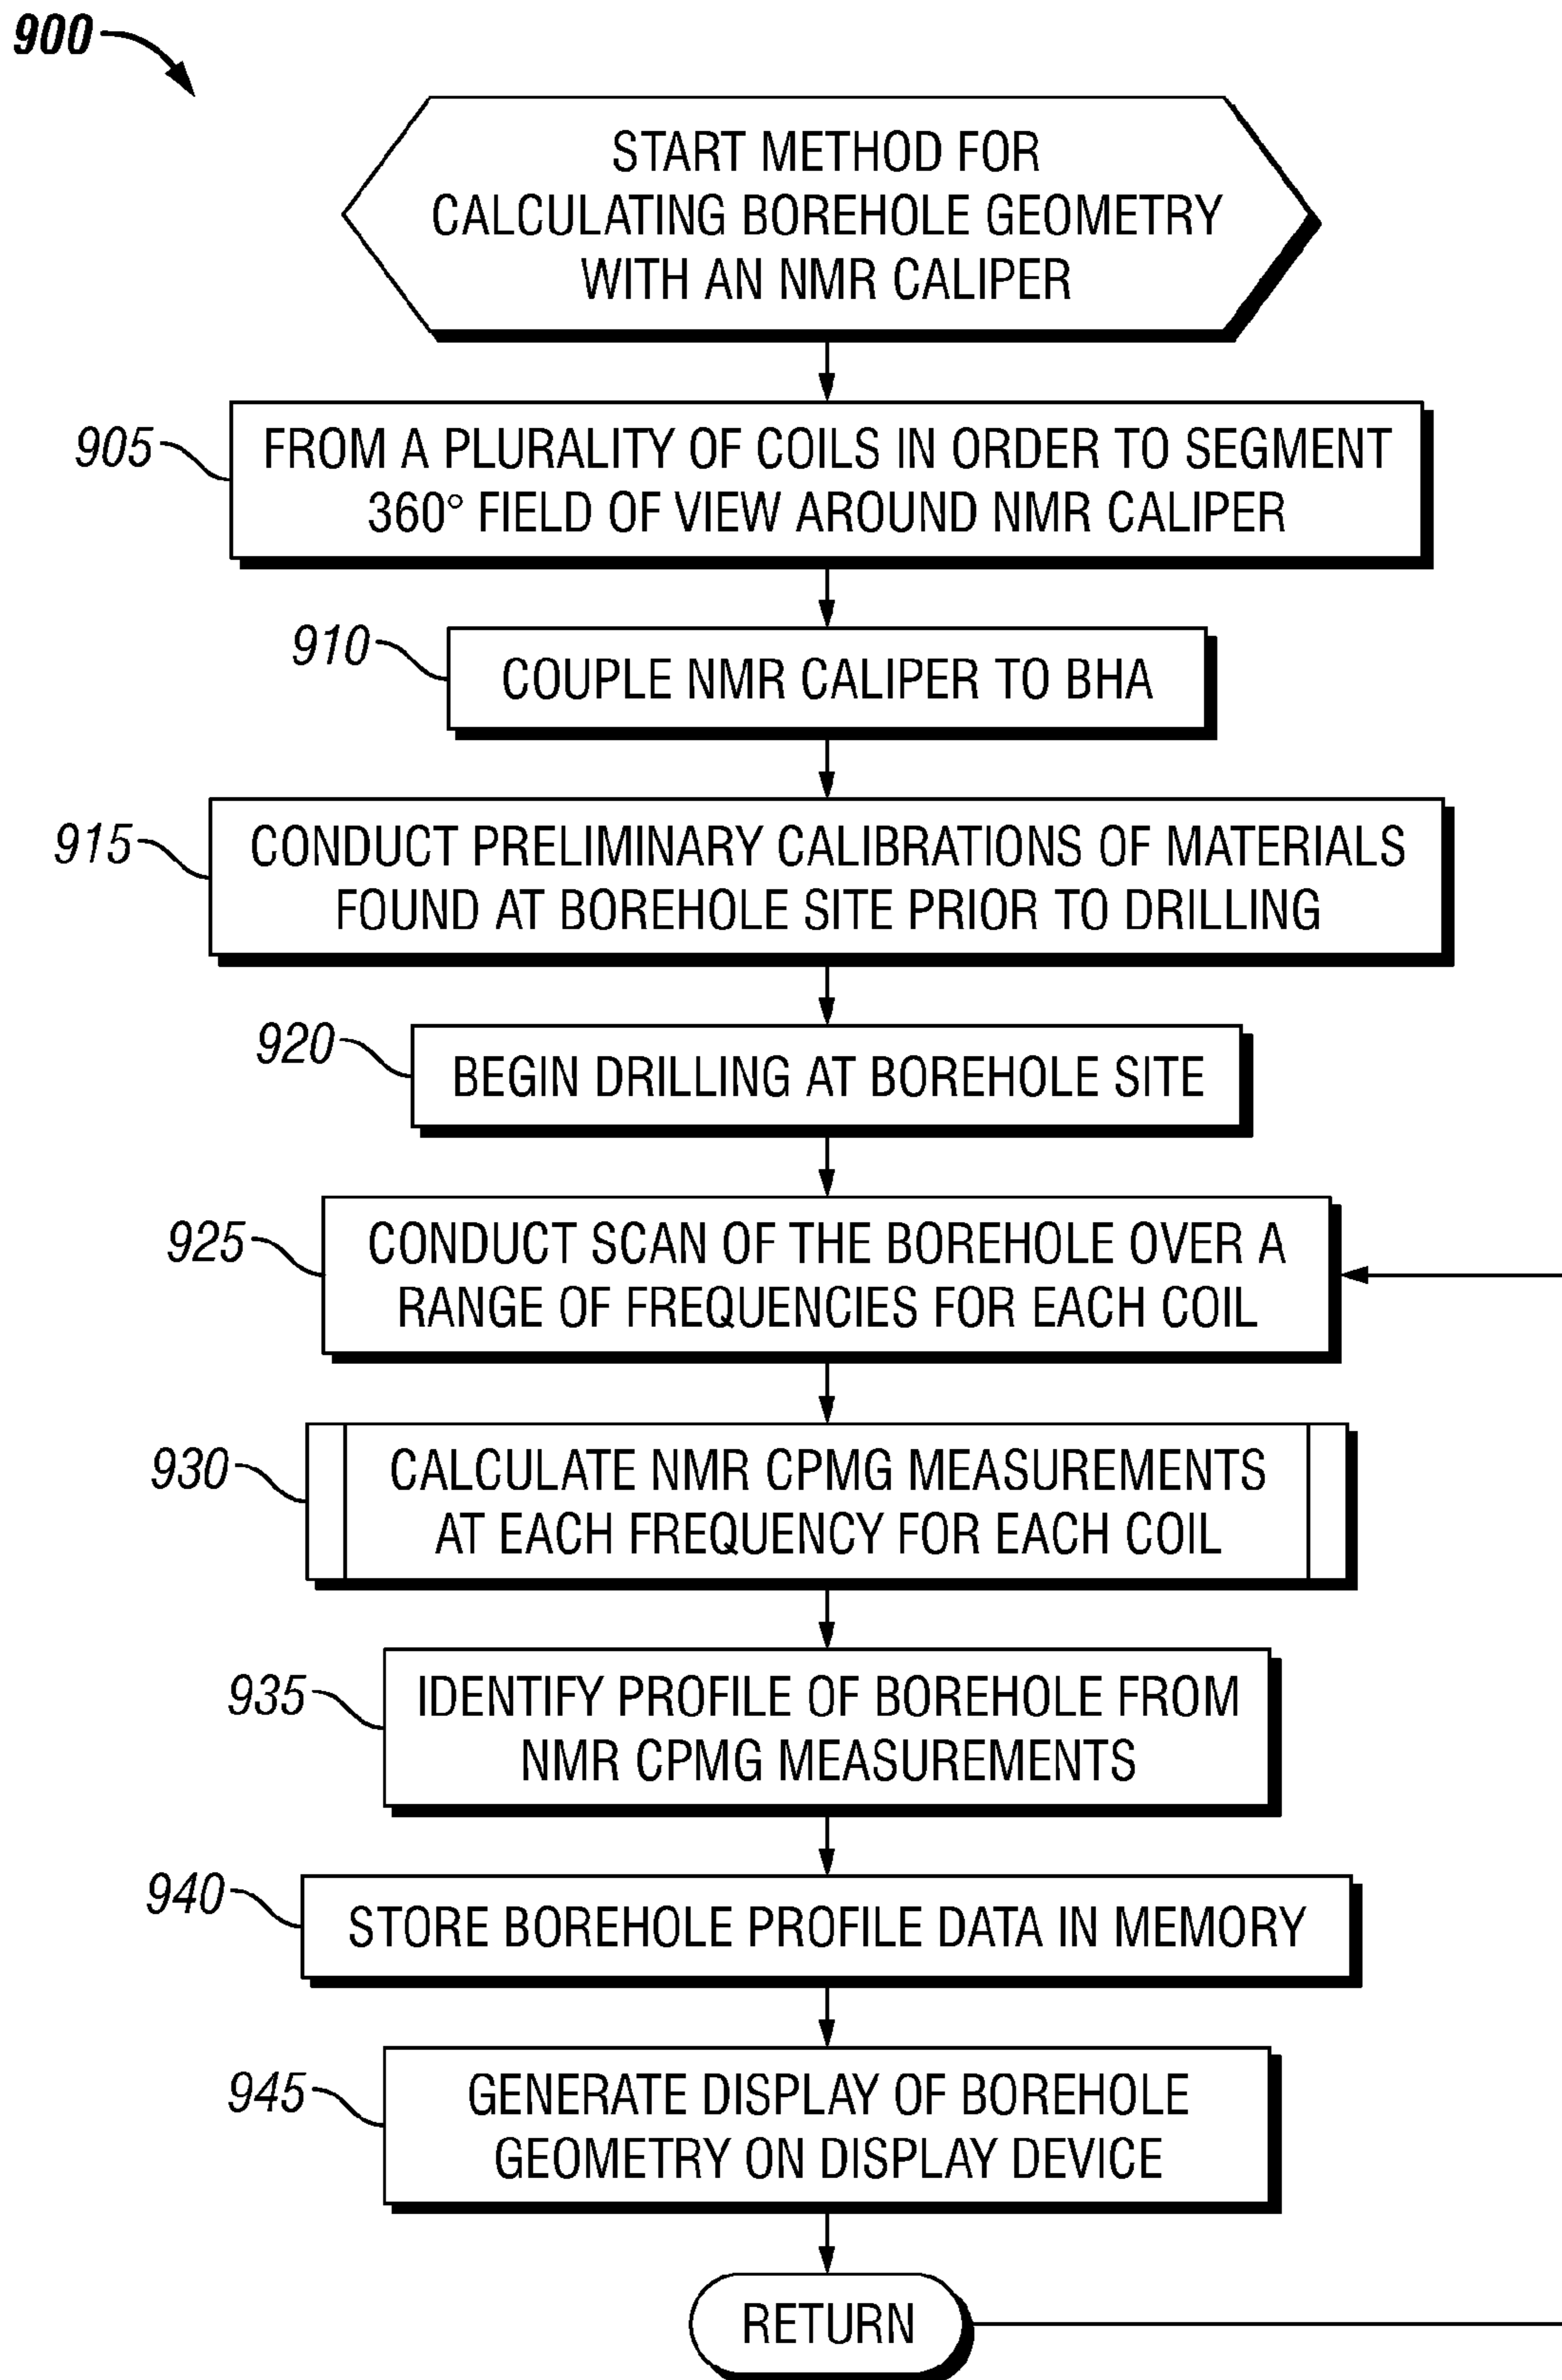 900
START METHOD FOR
CALCULATING BOREHOLE GEOMETRY
WITH AN NMR CALIPER
905
FROM A PLURALITY OF COILS IN ORDER TO SEGMENT
360° FIELD OF VIEW AROUND NMR CALIPER
910
COUPLE NMR CALIPER TO BHA
915
CONDUCT PRELIMINARY CALIBRATIONS OF MATERIALS
FOUND AT BOREHOLE SITE PRIOR TO DRILLING
920
BEGIN DRILLING AT BOREHOLE SITE
925
CONDUCT SCAN OF THE BOREHOLE OVER A
RANGE OF FREQUENCIES FOR EACH COIL
930
CALCULATE NMR CPMG MEASUREMENTS
AT EACH FREQUENCY FOR EACH COIL
935
IDENTIFY PROFILE OF BOREHOLE FROM
NMR CPMG MEASUREMENTS
940
STORE BOREHOLE PROFILE DATA IN MEMORY
945
GENERATE DISPLAY OF BOREHOLE
GEOMETRY ON DISPLAY DEVICE
RETURN